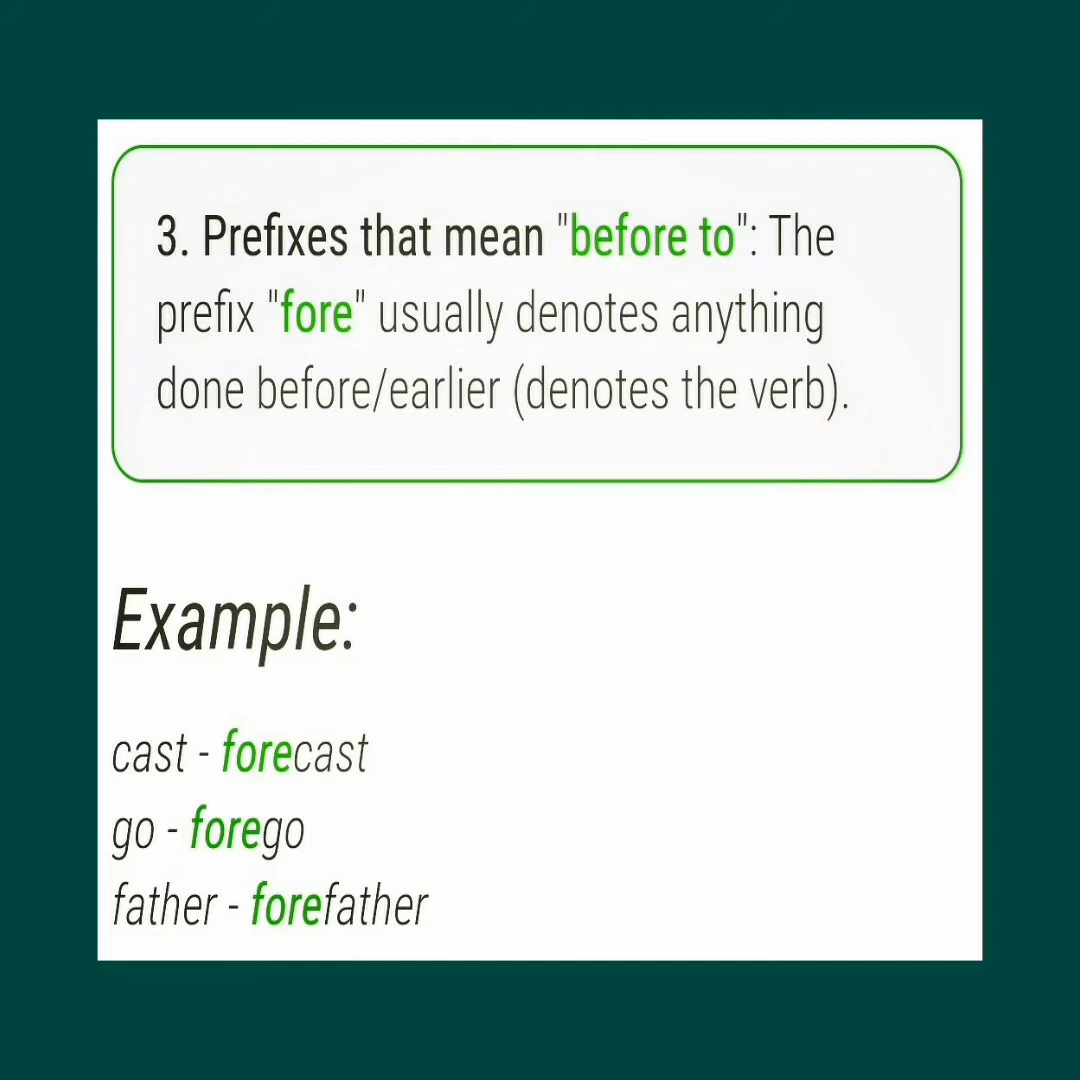 3. Prefixes that mean "before to": The
prefix "fore" usually denotes anything
done before/earlier (denotes the verb).
Example:
cast - forecast
go - forego
father - forefather